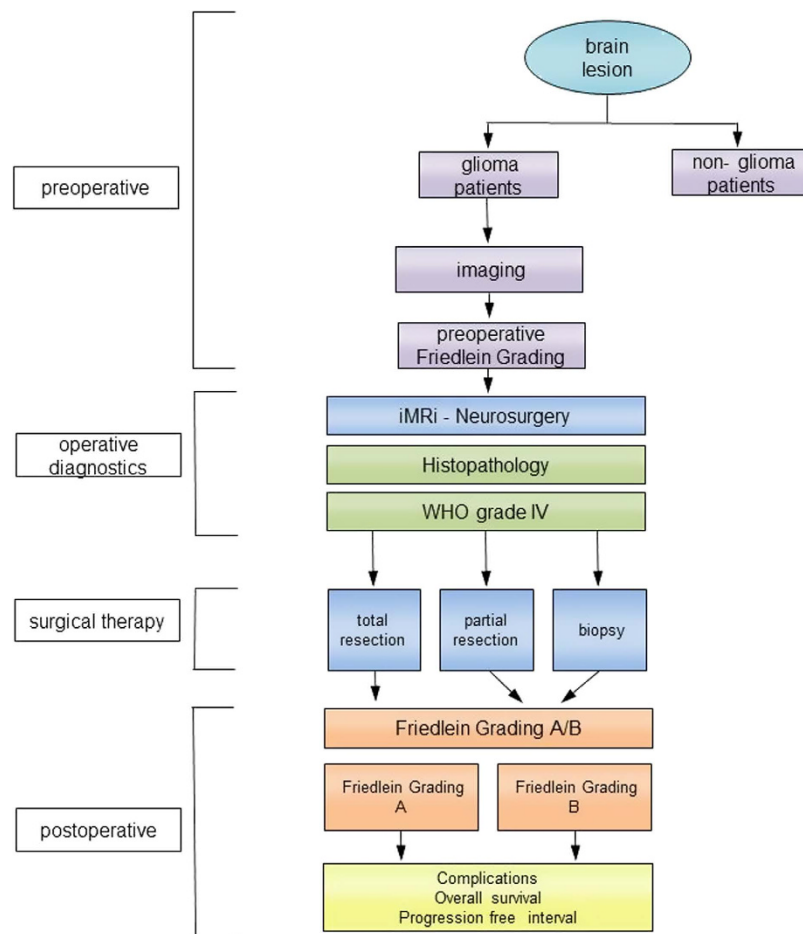 brain
lesion
glioma
patients
non- glioma
patients
preoperative
imaging
preoperative
Friedlein Grading
iMRi - Neurosurgery
operative
diagnostics
Histopathology
WHO grade IV
surgical therapy
total
resection
partial
resection
biopsy
Friedlein Grading A/B
Friedlein Grading
A
Friedlein Grading
B
postoperative
Complications
Overall survival
Progression free interval